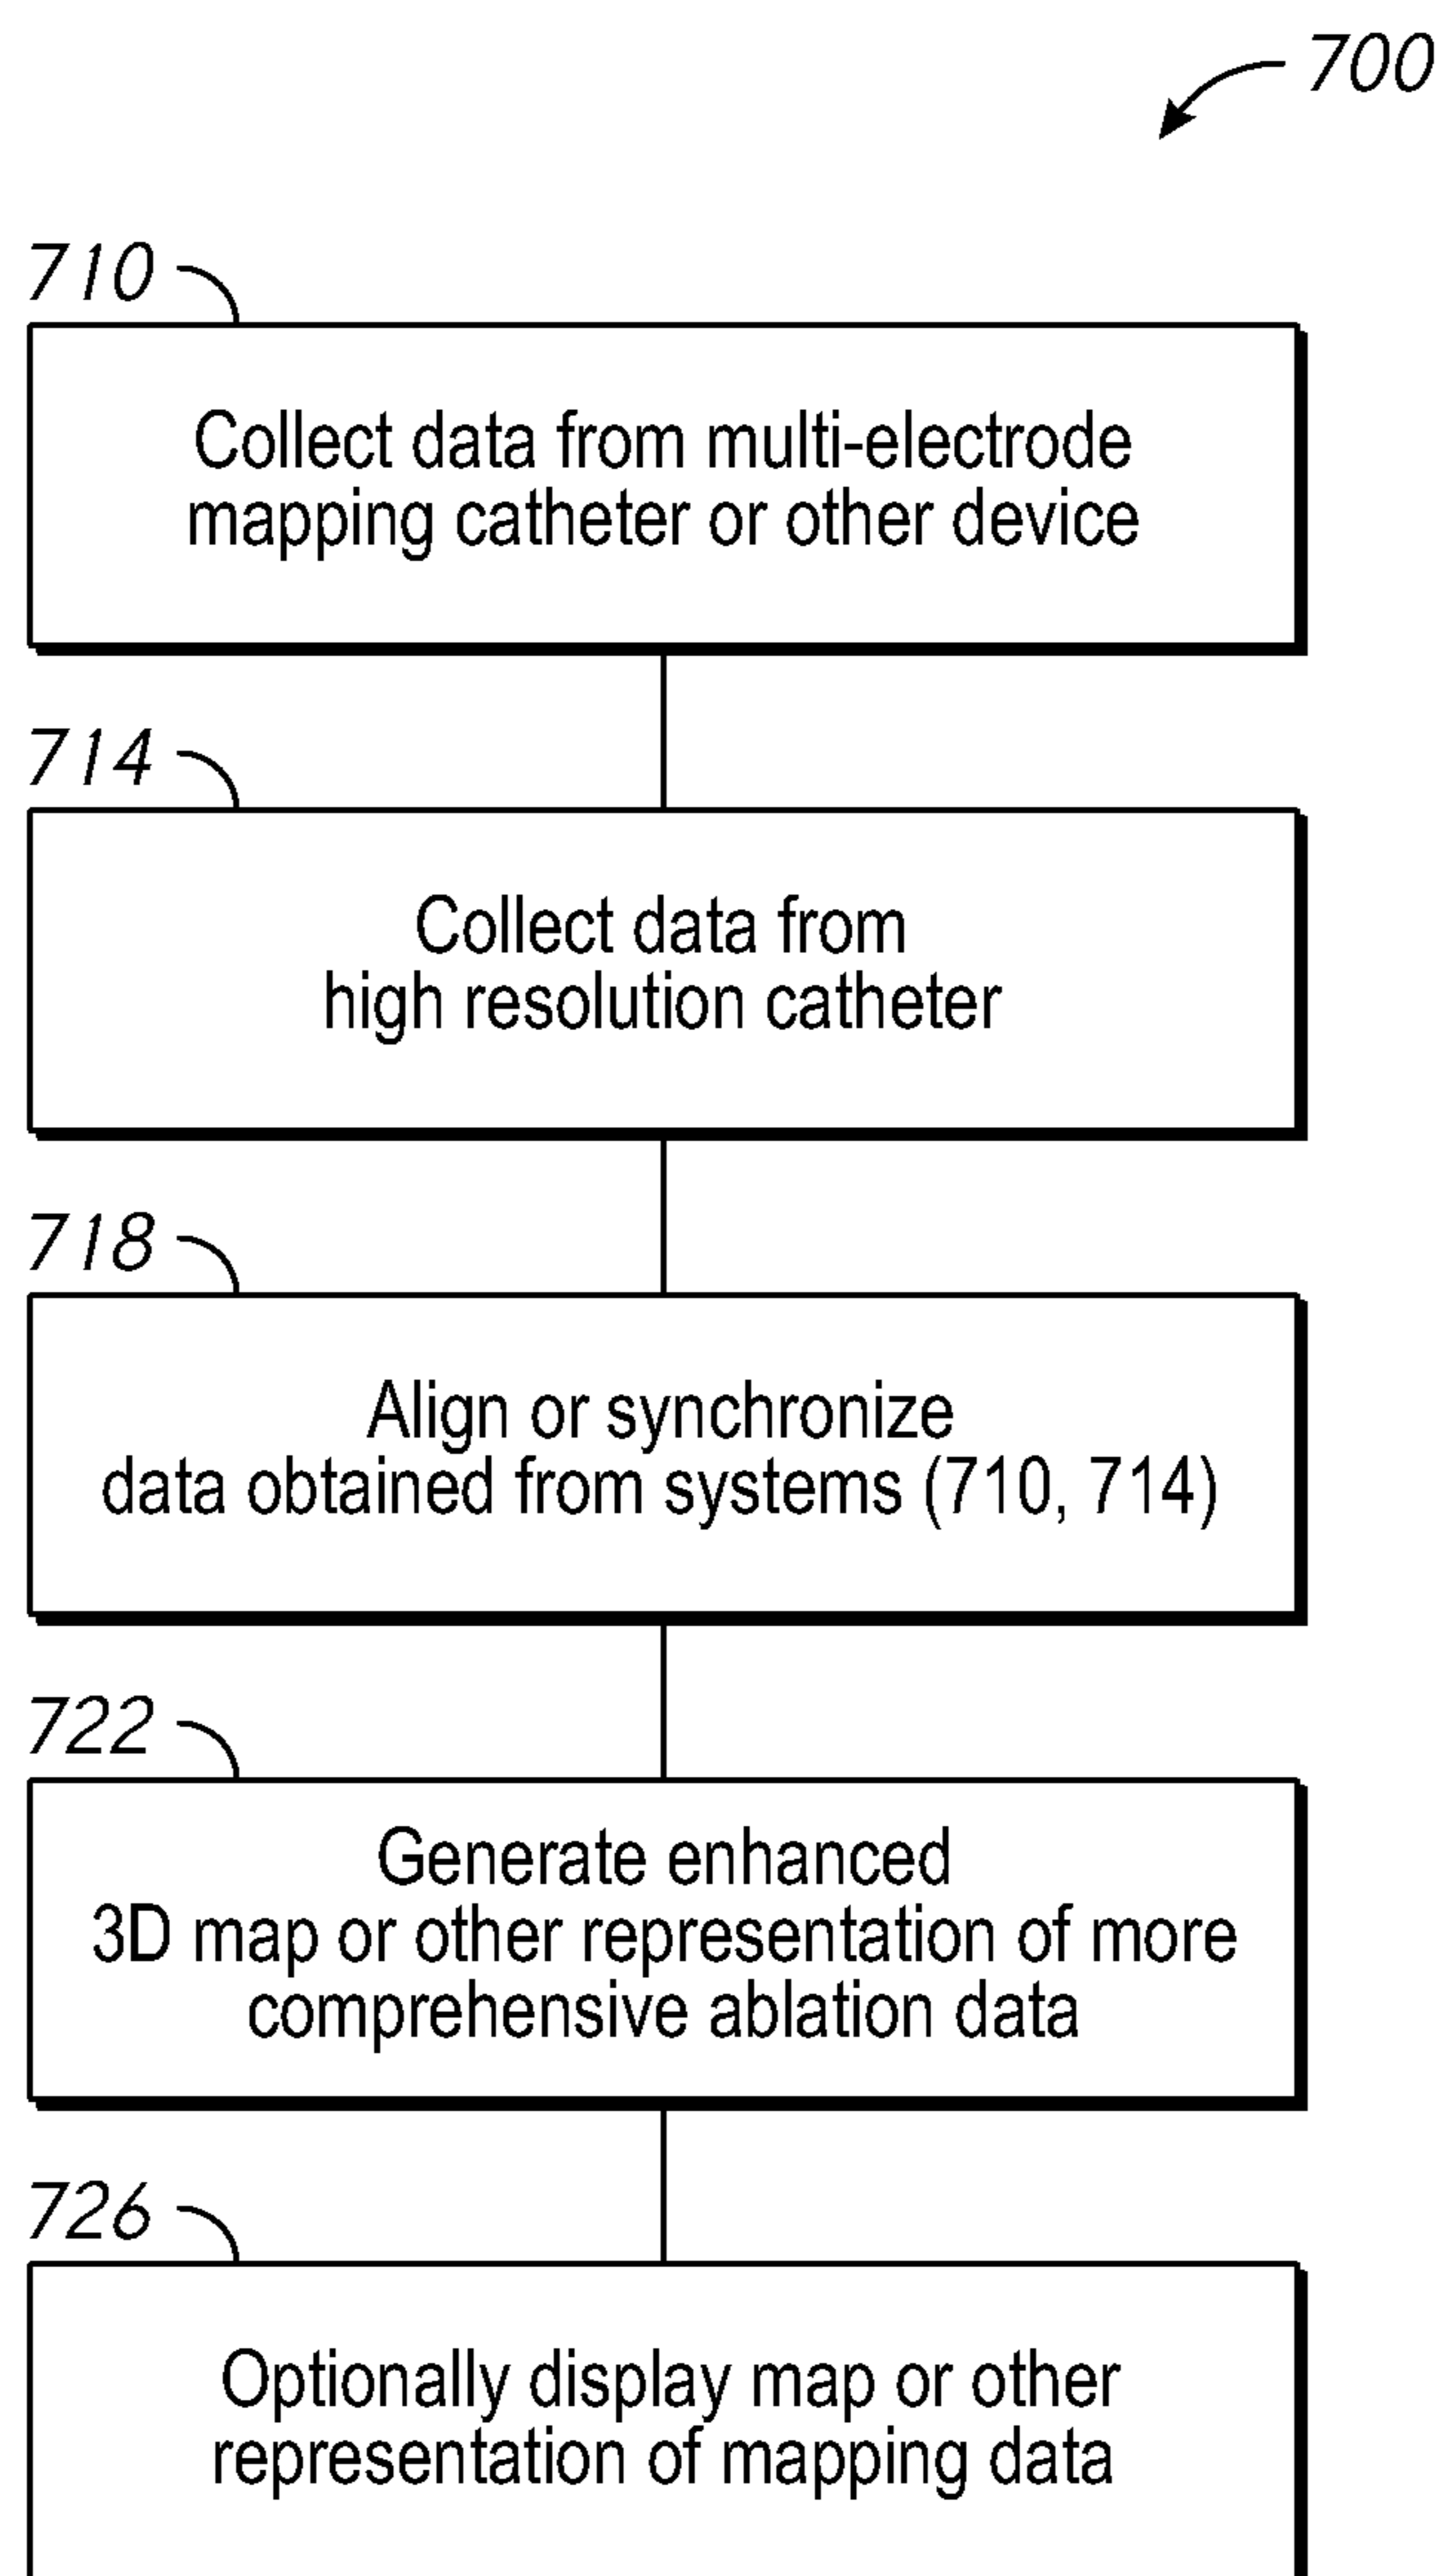 700
710
Collect data from multi-electrode
mapping catheter or other device
714
Collect data from
high resolution catheter
718
Align or synchronize
data obtained from systems (710, 714)
722
Generate enhanced
3D map or other representation of more
comprehensive ablation data
726
Optionally display map or other
representation of mapping data